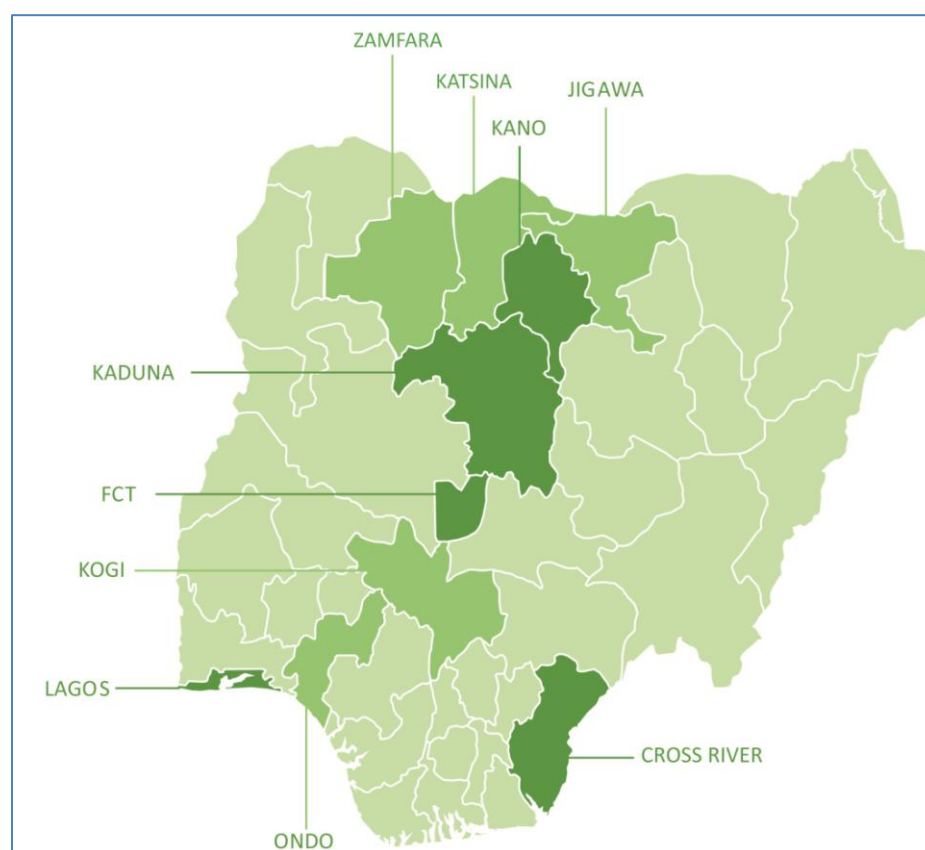 ZAMFARA
KATSINA
JIGAWA
KANO
KADUNA
FCT
KOGI
LAGOS
CROSS RIVER
ONDO